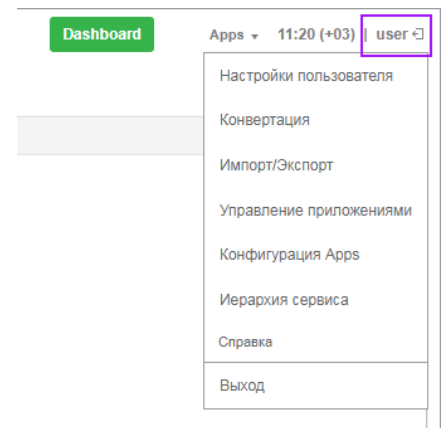 Dashboard Apps 11:20 (+03) | user
Настройки пользователя
Конвертация
Импорт/Экспорт
Управление приложениями
Конфигурация Apps
Иерархия сервиса
Справка
Выход